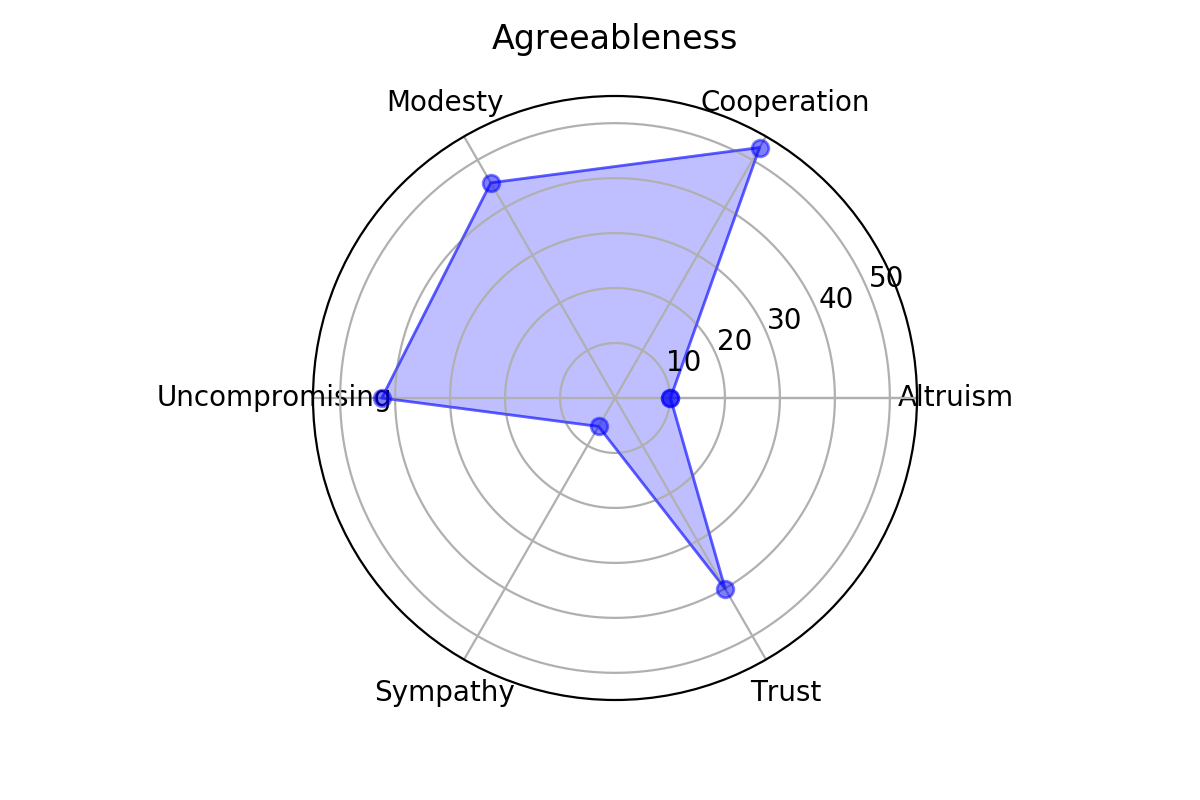 Agreeableness
Modesty
Cooperation
50
40
30
20
10
Uncompromising
Altruism
Sympathy
Trust